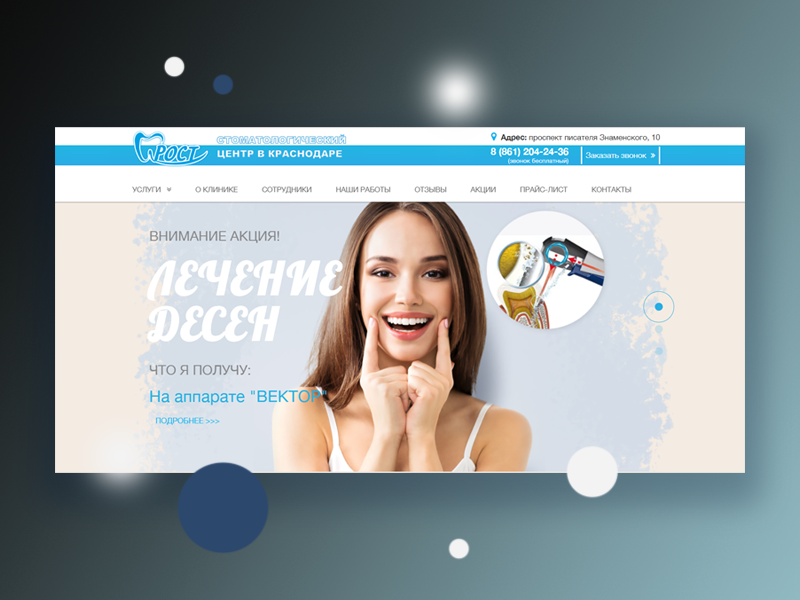 РОСТ
СТОМАТОЛОГИЧЕСКИЙ
ЦЕНТР В КРАСНОДАРЕ
Адрес: проспект писателя Знаменского, 10
8 (861) 204-24-36
(звонок бесплатный)
Заказать звонок »
УСЛУГИ
О КЛИНИКЕ
СОТРУДНИКИ
НАШИ РАБОТЫ
ОТЗЫВЫ
АКЦИИ
ПРАЙС-ЛИСТ
КОНТАКТЫ
ВНИМАНИЕ АКЦИЯ!
ЛЕЧЕНИЕ
ДЕСЕН
ЧТО Я ПОЛУЧУ:
На аппарате "ВЕКТОР"
ПОДРОБНЕЕ >>>